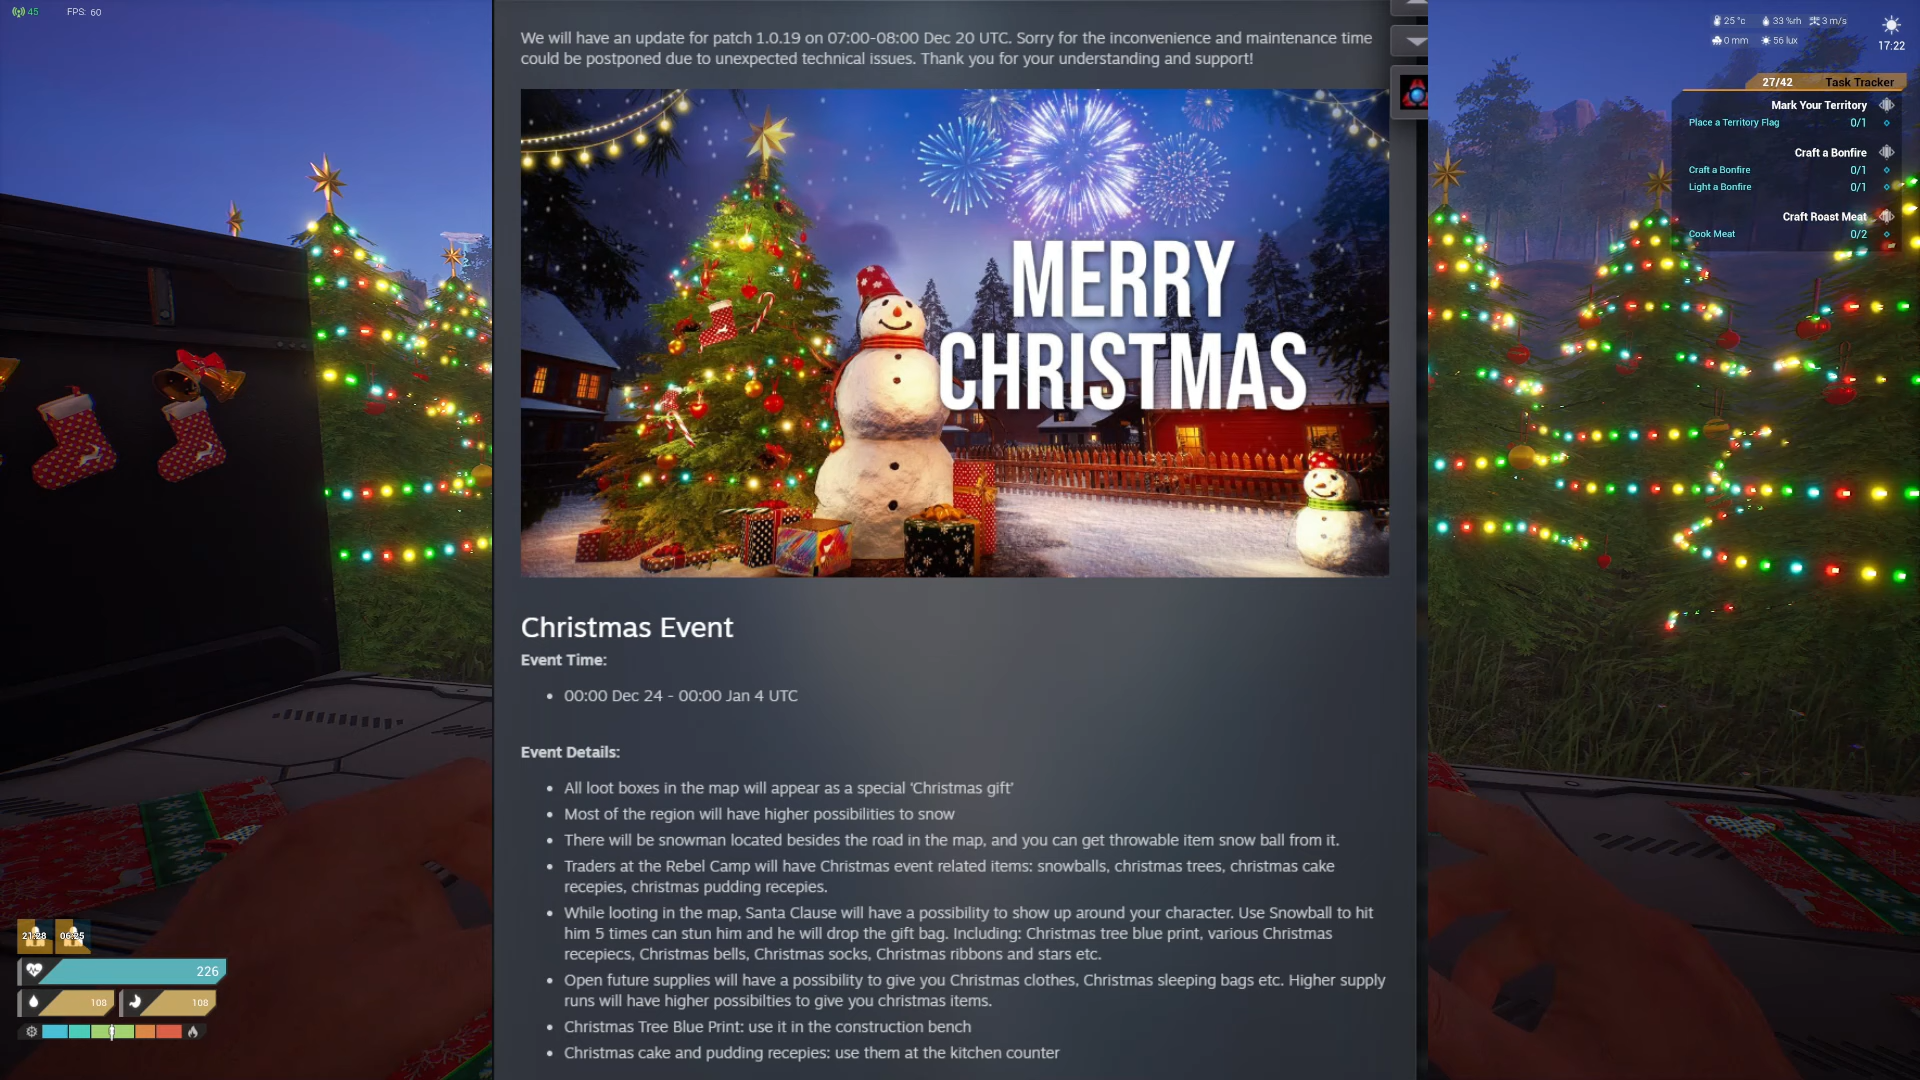 45 FPS: 60
We will have an update for patch 1.0.19 on 07:00-08:00 Dec 20 UTC. Sorry for the inconvenience and maintenance time
could be postponed due to unexpected technical issues. Thank you for your understanding and support!
MERRY
CHRISTMAS
Christmas Event
Event Time:
• 00:00 Dec 24 - 00:00 Jan 4 UTC
Event Details:
• All loot boxes in the map will appear as a special 'Christmas gift'
• Most of the region will have higher possibilities to snow
• There will be snowman located besides the road in the map, and you can get throwable item snow ball from it.
• Traders at the Rebel Camp will have Christmas event related items: snowballs, christmas trees, christmas cake
recepies, christmas pudding recepies.
• While looting in the map, Santa Clause will have a possibility to show up around your character. Use Snowball to hit
him 5 times can stun him and he will drop the gift bag. Including: Christmas tree blue print, various Christmas
recepiecs, Christmas bells, Christmas socks, Christmas ribbons and stars etc.
• Open future supplies will have a possibility to give you Christmas clothes, Christmas sleeping bags etc. Higher supply
runs will have higher possibilties to give you christmas items.
• Christmas Tree Blue Print: use it in the construction bench
• Christmas cake and pudding recepies: use them at the kitchen counter
25 °c 33 %rh 3 m/s
0 mm 56 lux
17:22
27/42 Task Tracker
Mark Your Territory
Place a Territory Flag 0/1
Craft a Bonfire
Craft a Bonfire 0/1
Light a Bonfire 0/1
Craft Roast Meat
Cook Meat 0/2
21:28 06:25
226
108 108